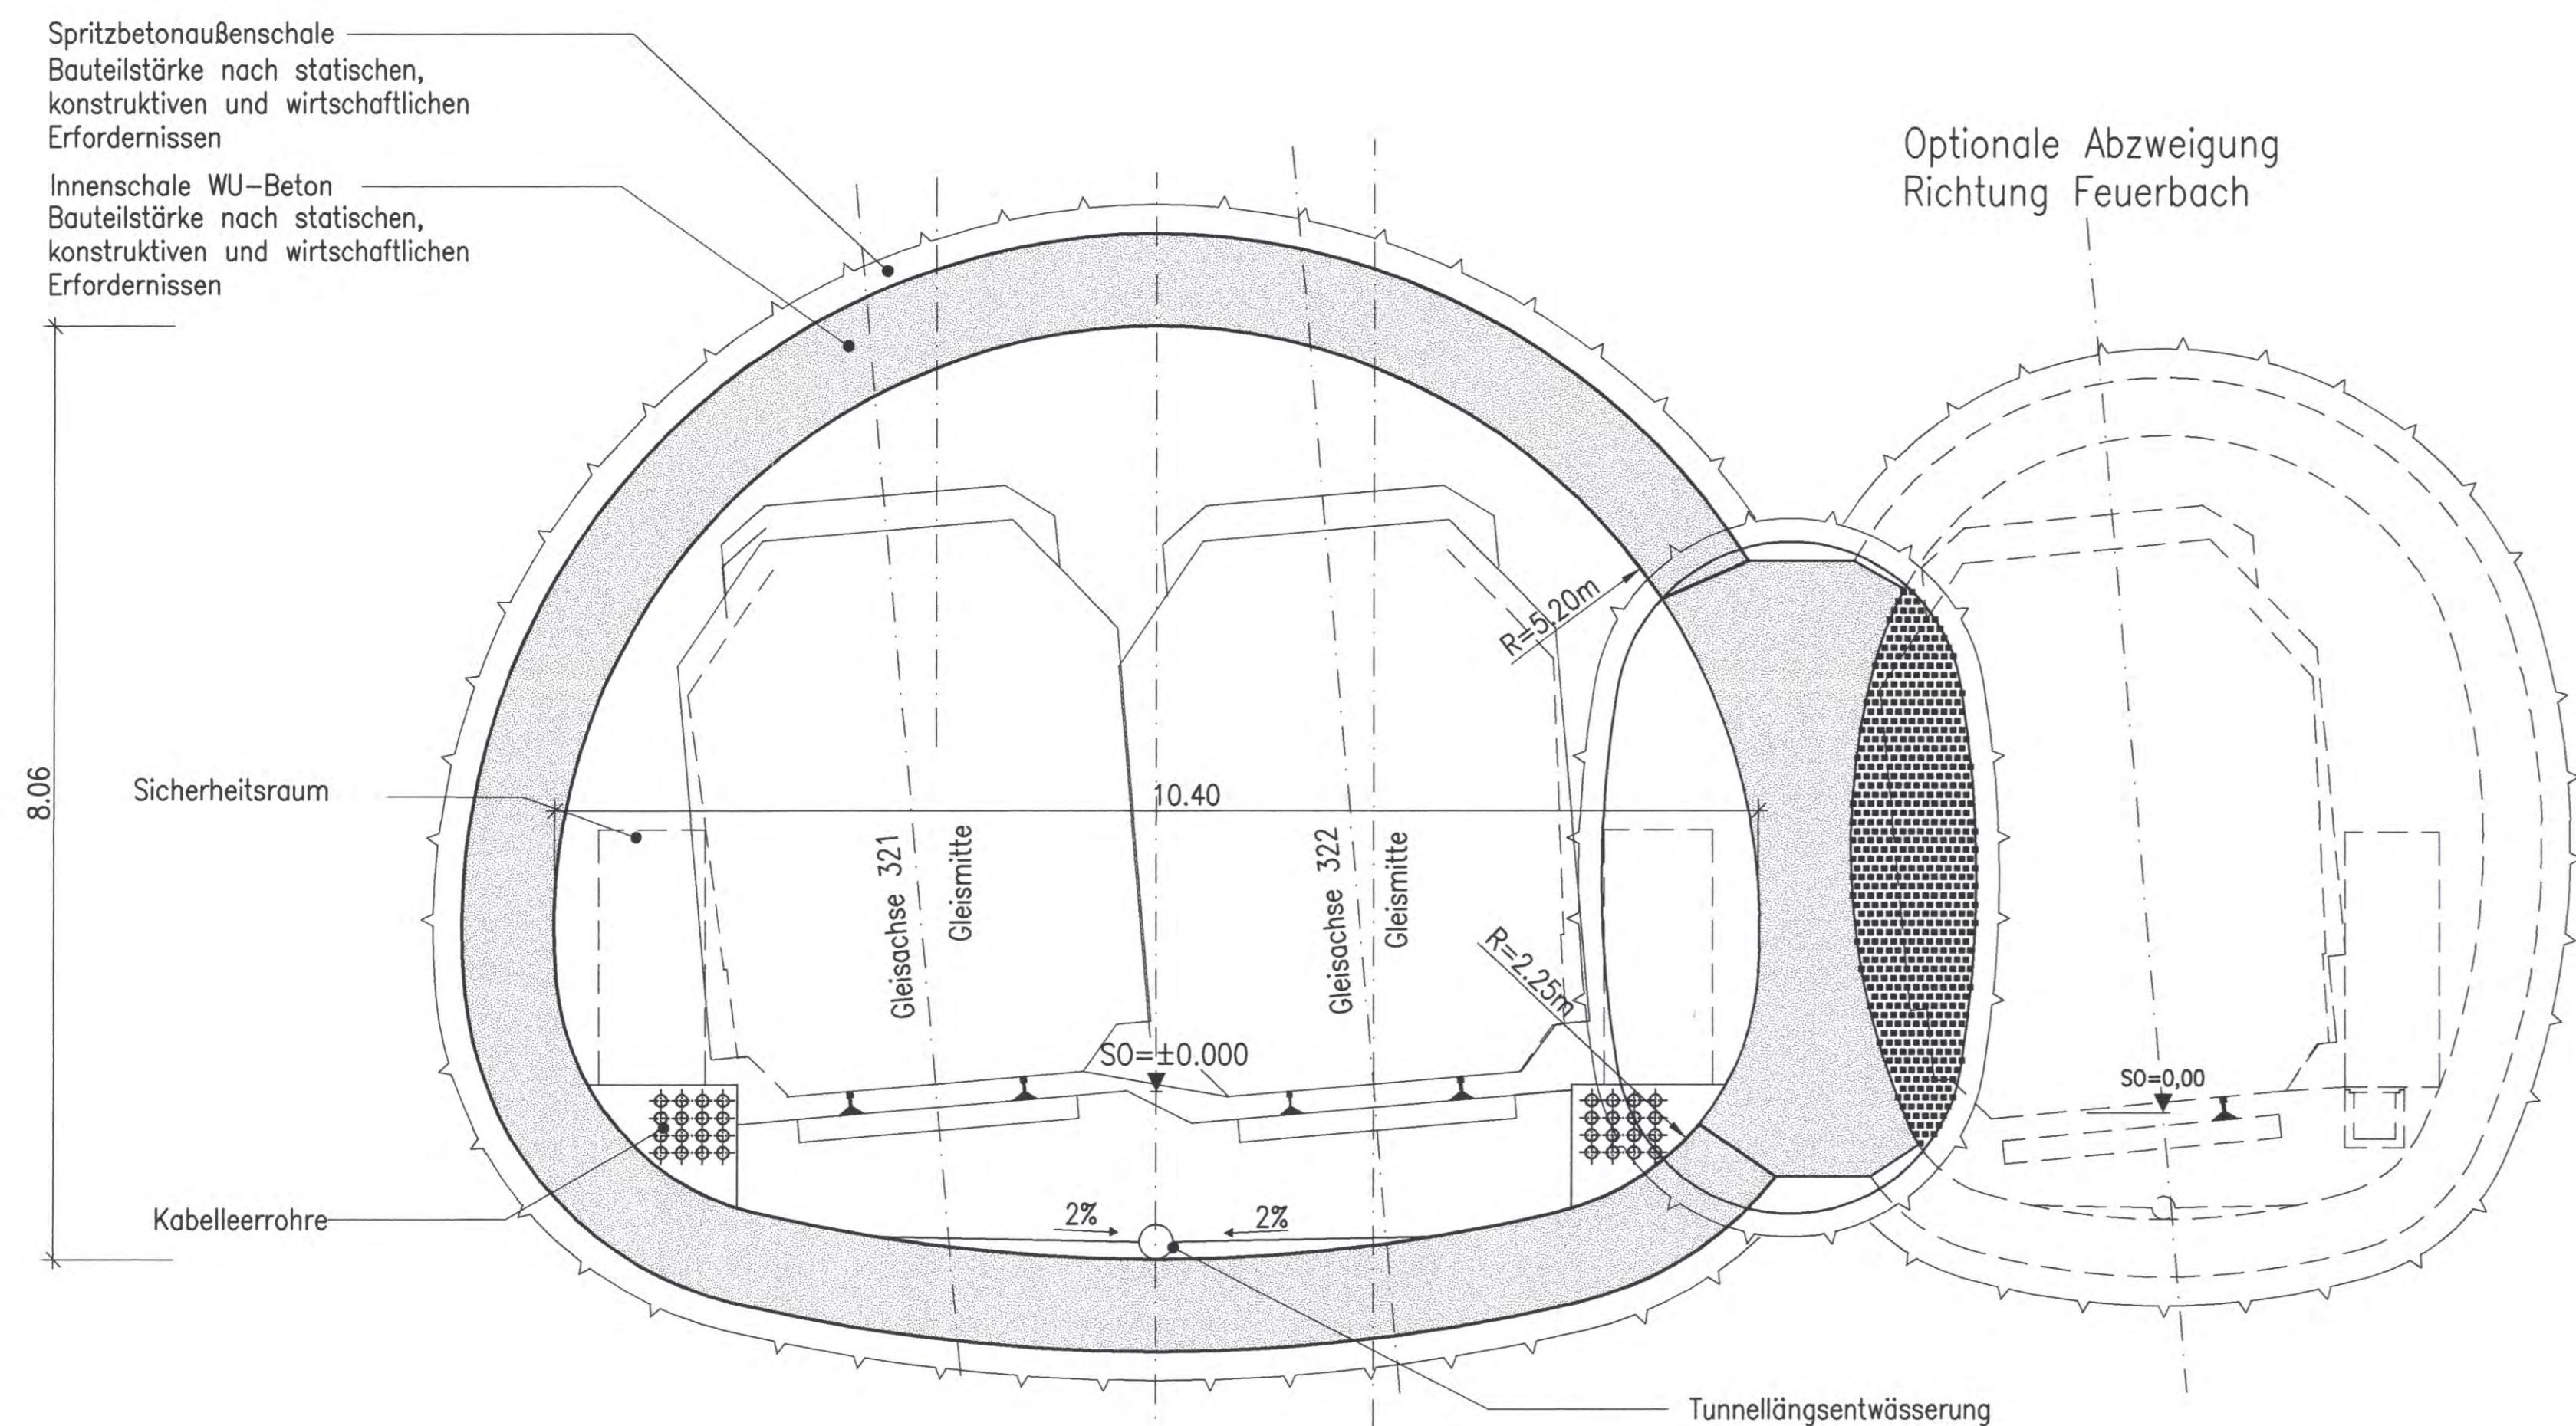 Spritzbetonaußenschale
Bauteilstärke nach statischen,
konstruktiven und wirtschaftlichen
Erfordernissen
Innenschale WU-Beton
Bauteilstärke nach statischen,
konstruktiven und wirtschaftlichen
Erfordernissen
Optionale Abzweigung
Richtung Feuerbach
8.06
Sicherheitsraum
10.40
R=5.20m
Gleisachse 321
Gleismitte
Gleisachse 322
Gleismitte
R=2.25m
SO=±0.000
SO=0,00
Kabelleerrohre
2%
2%
Tunnellängsentwässerung